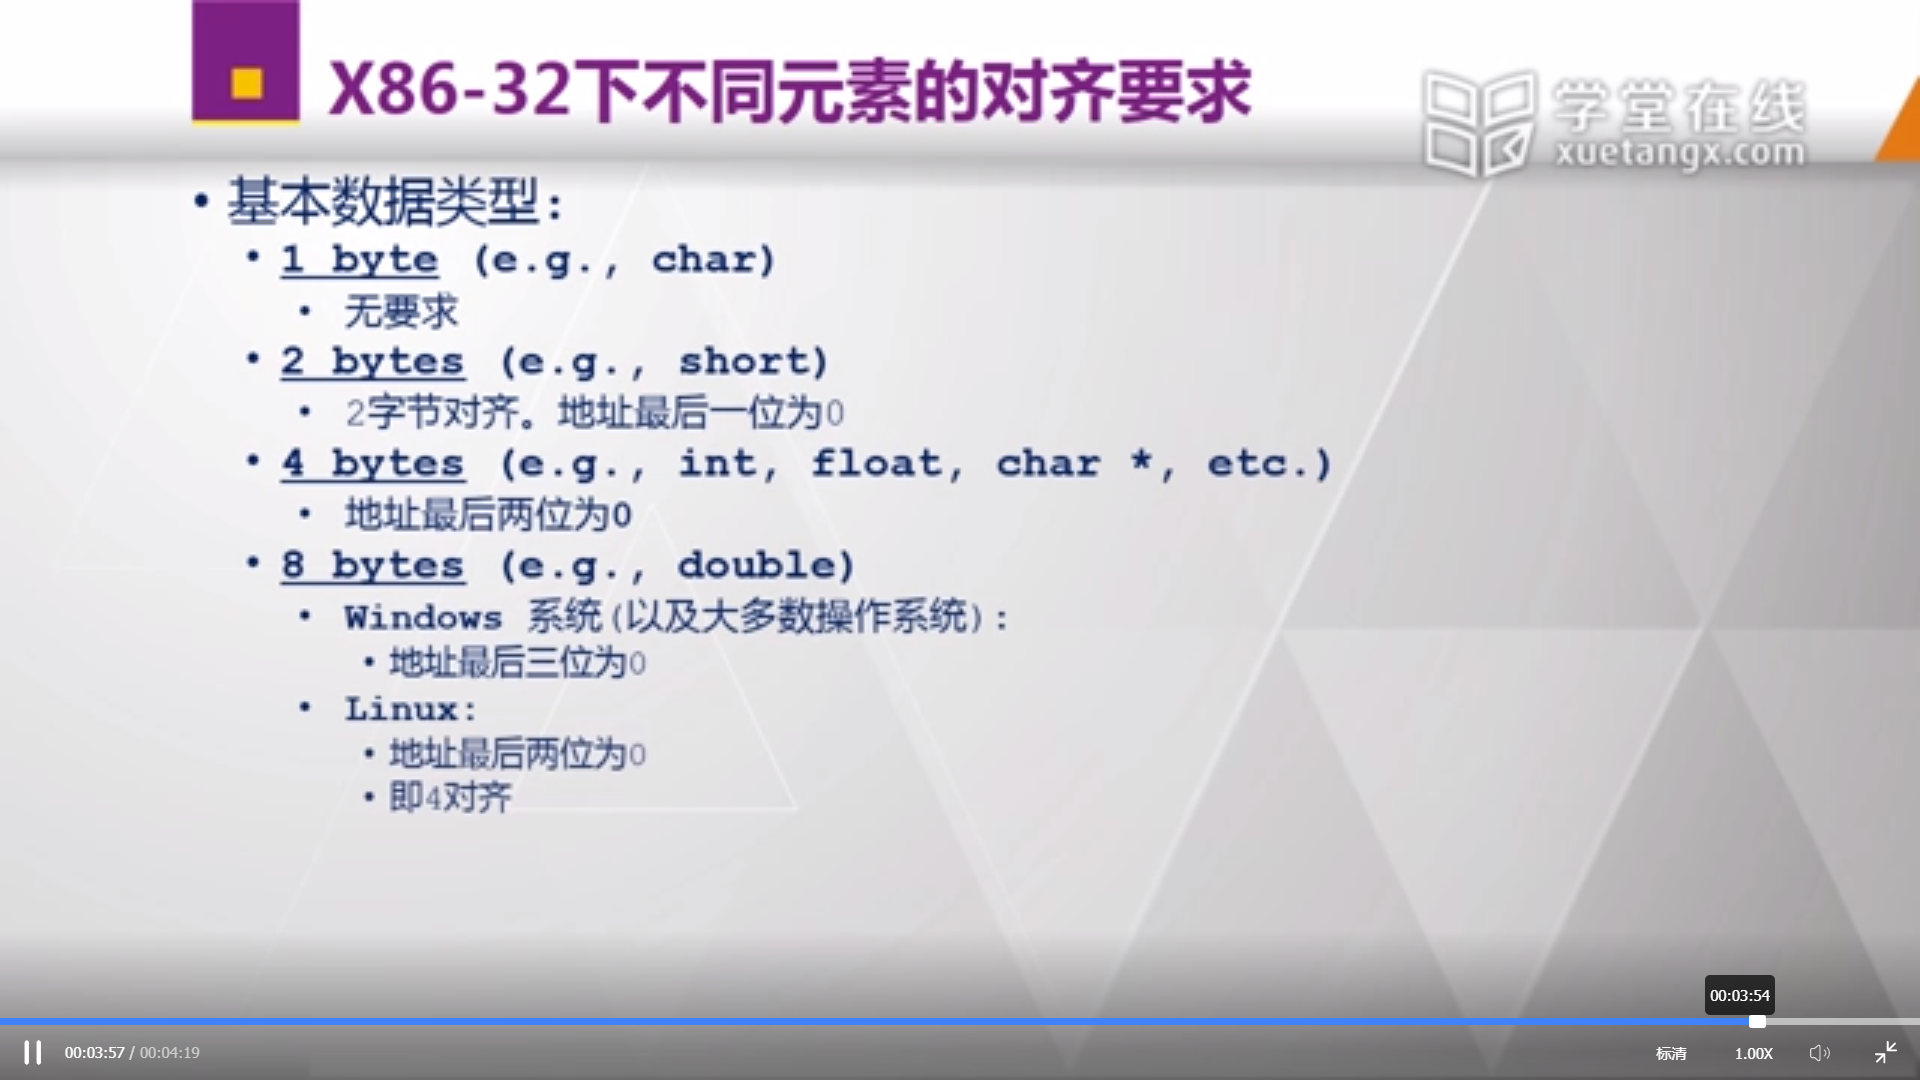 X86-32下不同元素的对齐要求
学堂在线
xuetangx.com
• 基本数据类型:
• 1 byte (e.g., char)
• 无要求
• 2 bytes (e.g., short)
• 2字节对齐。地址最后一位为0
• 4 bytes (e.g., int, float, char *, etc.)
• 地址最后两位为0
• 8 bytes (e.g., double)
• Windows 系统(以及大多数操作系统):
• 地址最后三位为0
• Linux:
• 地址最后两位为0
• 即4对齐
00:03:54
00:03:57 / 00:04:19
标清
1.00X